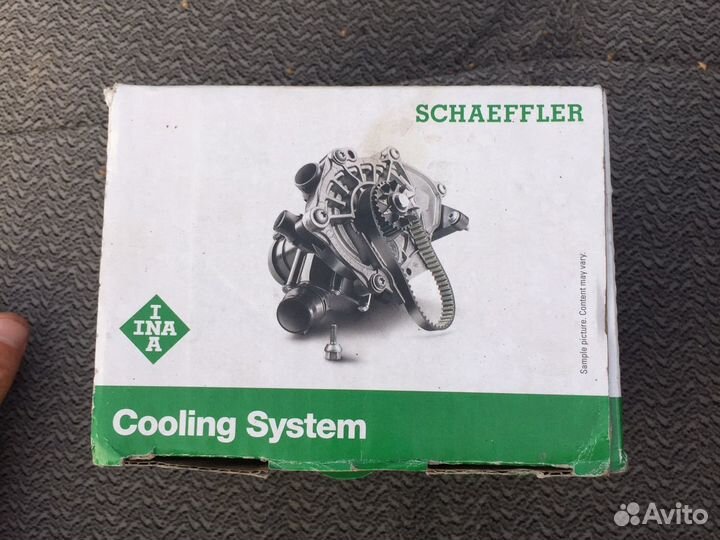 SCHAEFFLER
I
INA
A
Sample picture. Content may vary.
Cooling System
Avito